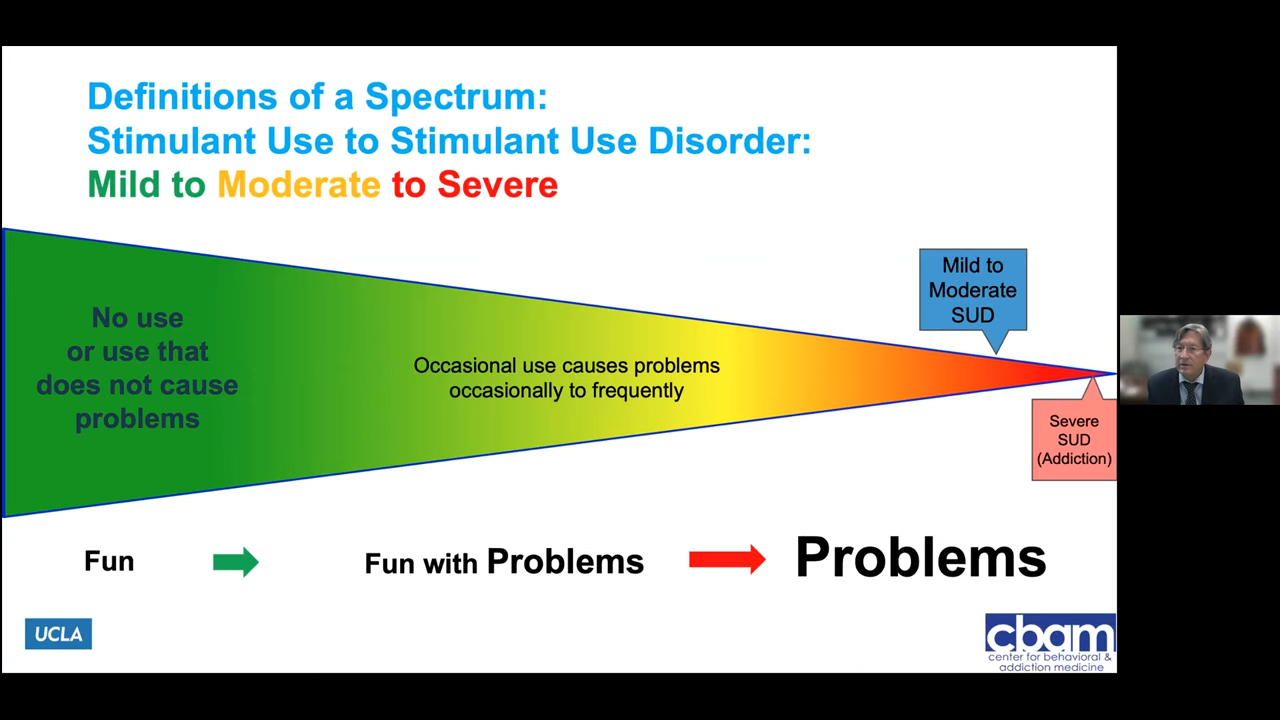 Definitions of a Spectrum:
Stimulant Use to Stimulant Use Disorder:
Mild to Moderate to Severe
No use
or use that
does not cause
problems
Occasional use causes problems
occasionally to frequently
Mild to
Moderate
SUD
Severe
SUD
(Addiction)
Fun
Fun with Problems
Problems
UCLA
cbam
center for behavioral &
addiction medicine